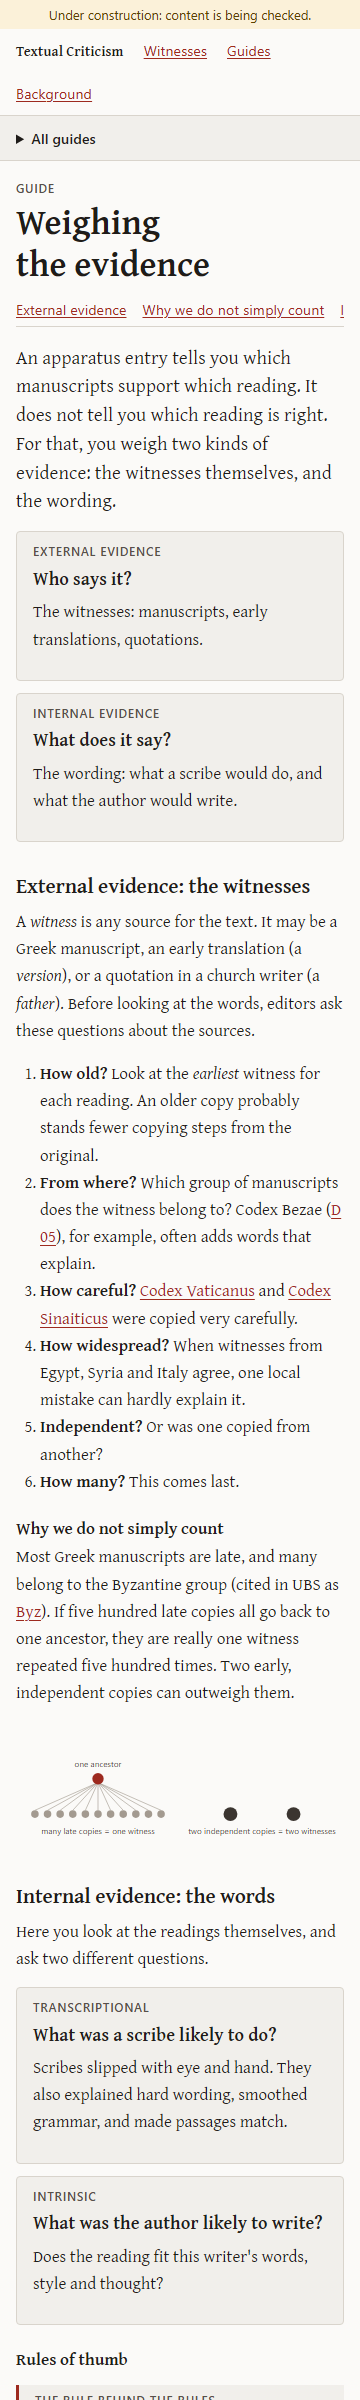 Under construction: content is being checked.
Textual Criticism Witnesses Guides
Background
▶ All guides
GUIDE
Weighing
the evidence
External evidence Why we do not simply count I
An apparatus entry tells you which
manuscripts support which reading. It
does not tell you which reading is right.
For that, you weigh two kinds of
evidence: the witnesses themselves, and
the wording.
EXTERNAL EVIDENCE
Who says it?
The witnesses: manuscripts, early
translations, quotations.
INTERNAL EVIDENCE
What does it say?
The wording: what a scribe would do, and
what the author would write.
External evidence: the witnesses
A witness is any source for the text. It may be a
Greek manuscript, an early translation (a
version), or a quotation in a church writer (a
father). Before looking at the words, editors ask
these questions about the sources.
1. How old? Look at the earliest witness for
each reading. An older copy probably
stands fewer copying steps from the
original.
2. From where? Which group of manuscripts
does the witness belong to? Codex Bezae (D
05), for example, often adds words that
explain.
3. How careful? Codex Vaticanus and Codex
Sinaiticus were copied very carefully.
4. How widespread? When witnesses from
Egypt, Syria and Italy agree, one local
mistake can hardly explain it.
5. Independent? Or was one copied from
another?
6. How many? This comes last.
Why we do not simply count
Most Greek manuscripts are late, and many
belong to the Byzantine group (cited in UBS as
Byz). If five hundred late copies all go back to
one ancestor, they are really one witness
repeated five hundred times. Two early,
independent copies can outweigh them.
one ancestor
many late copies = one witness
two independent copies = two witnesses
Internal evidence: the words
Here you look at the readings themselves, and
ask two different questions.
TRANSCRIPTIONAL
What was a scribe likely to do?
Scribes slipped with eye and hand. They
also explained hard wording, smoothed
grammar, and made passages match.
INTRINSIC
What was the author likely to write?
Does the reading fit this writer's words,
style and thought?
Rules of thumb
THE RULE BEHIND THE RULES